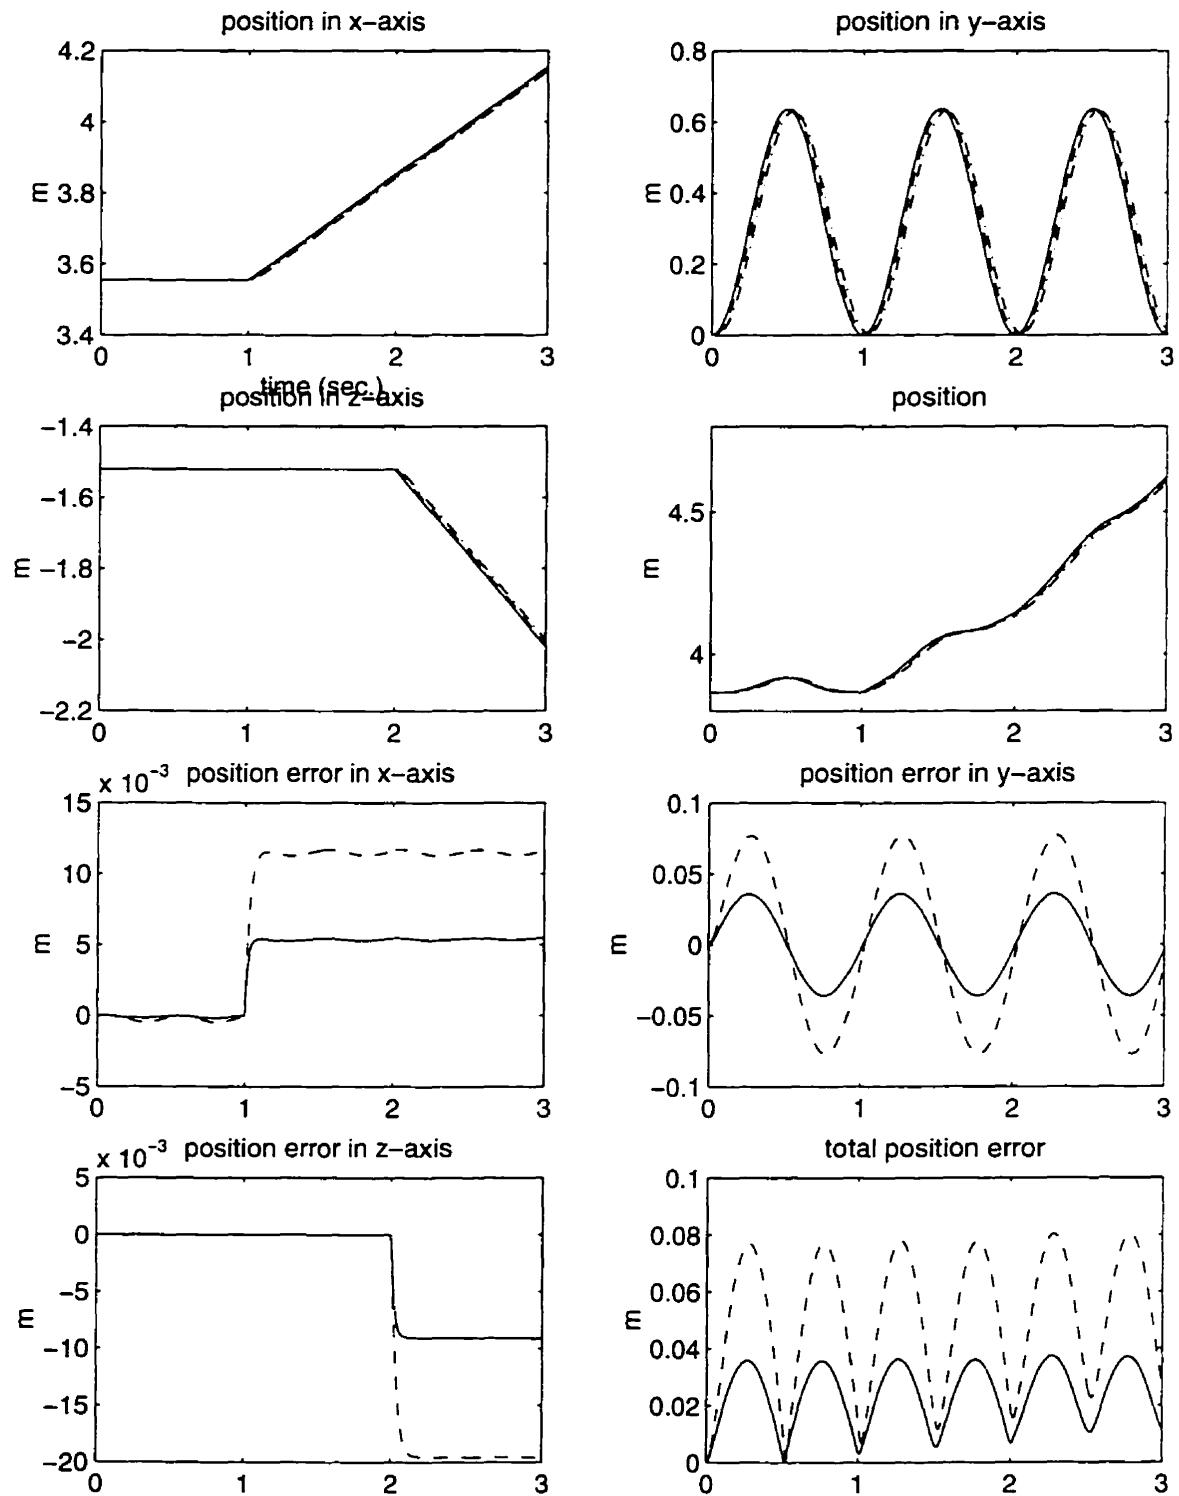 position in x-axis
position in y-axis
4.2
4
3.8
3.6
3.4
m
0 1 2 3
time (sec.)
0.8
0.6
0.4
0.2
0
m
0 1 2 3
position in z-axis
position
-1.4
-1.6
-1.8
-2
-2.2
m
0 1 2 3
4.5
4
m
0 1 2 3
x 10^-3 position error in x-axis
position error in y-axis
15
10
5
0
-5
m
0 1 2 3
0.1
0.05
0
-0.05
-0.1
m
0 1 2 3
x 10^-3 position error in z-axis
total position error
5
0
-5
-10
-15
-20
m
0 1 2 3
0.1
0.08
0.06
0.04
0.02
0
m
0 1 2 3